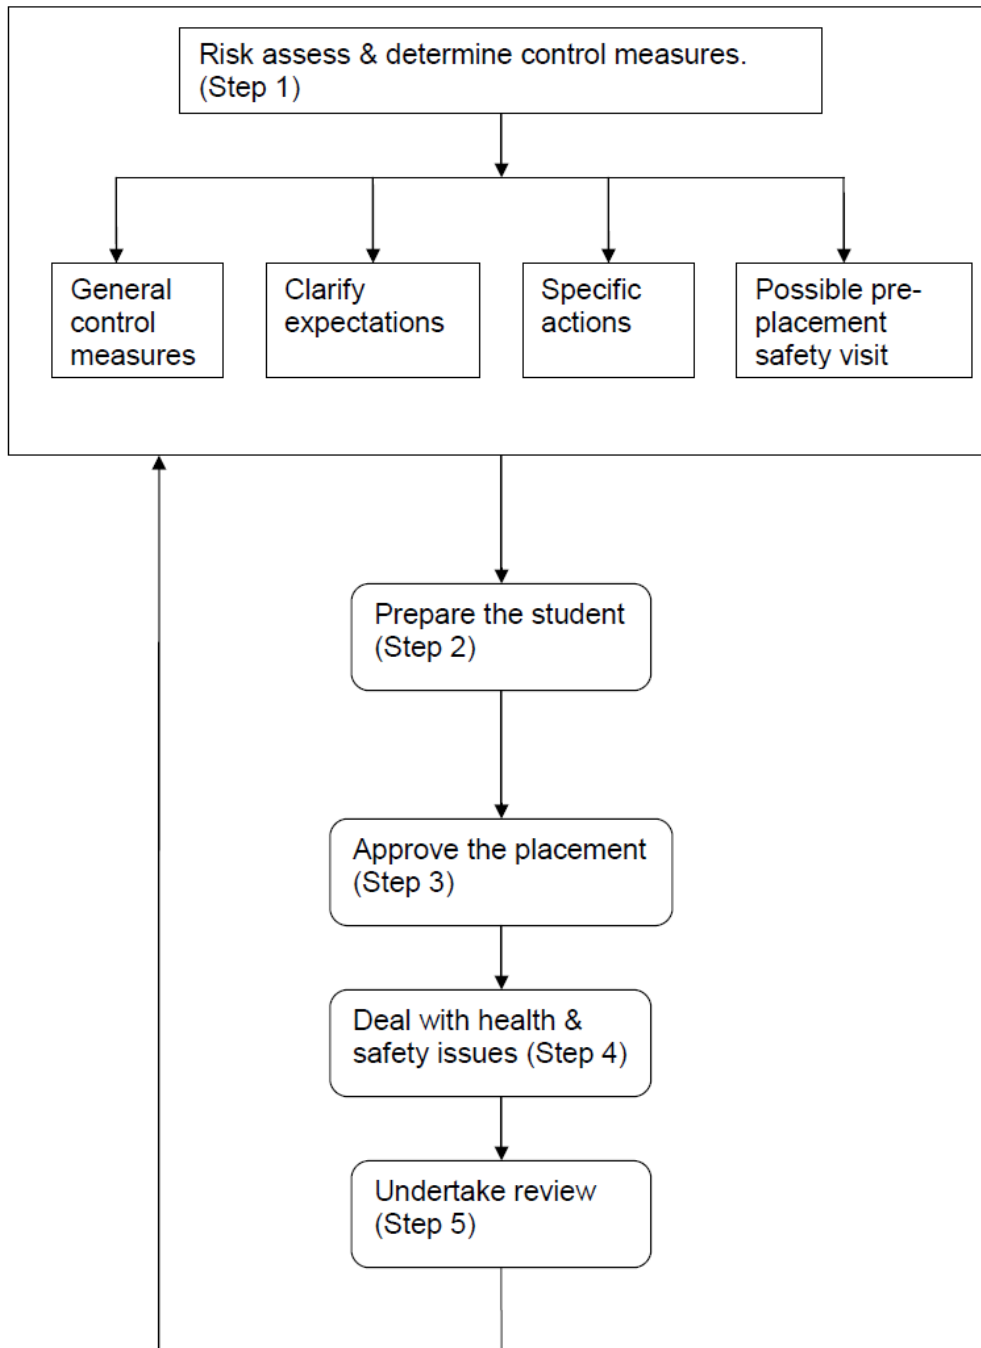 Risk assess & determine control measures.
(Step 1)
General
control
measures
Clarify
expectations
Specific
actions
Possible pre-
placement
safety visit
Prepare the student
(Step 2)
Approve the placement
(Step 3)
Deal with health &
safety issues (Step 4)
Undertake review
(Step 5)